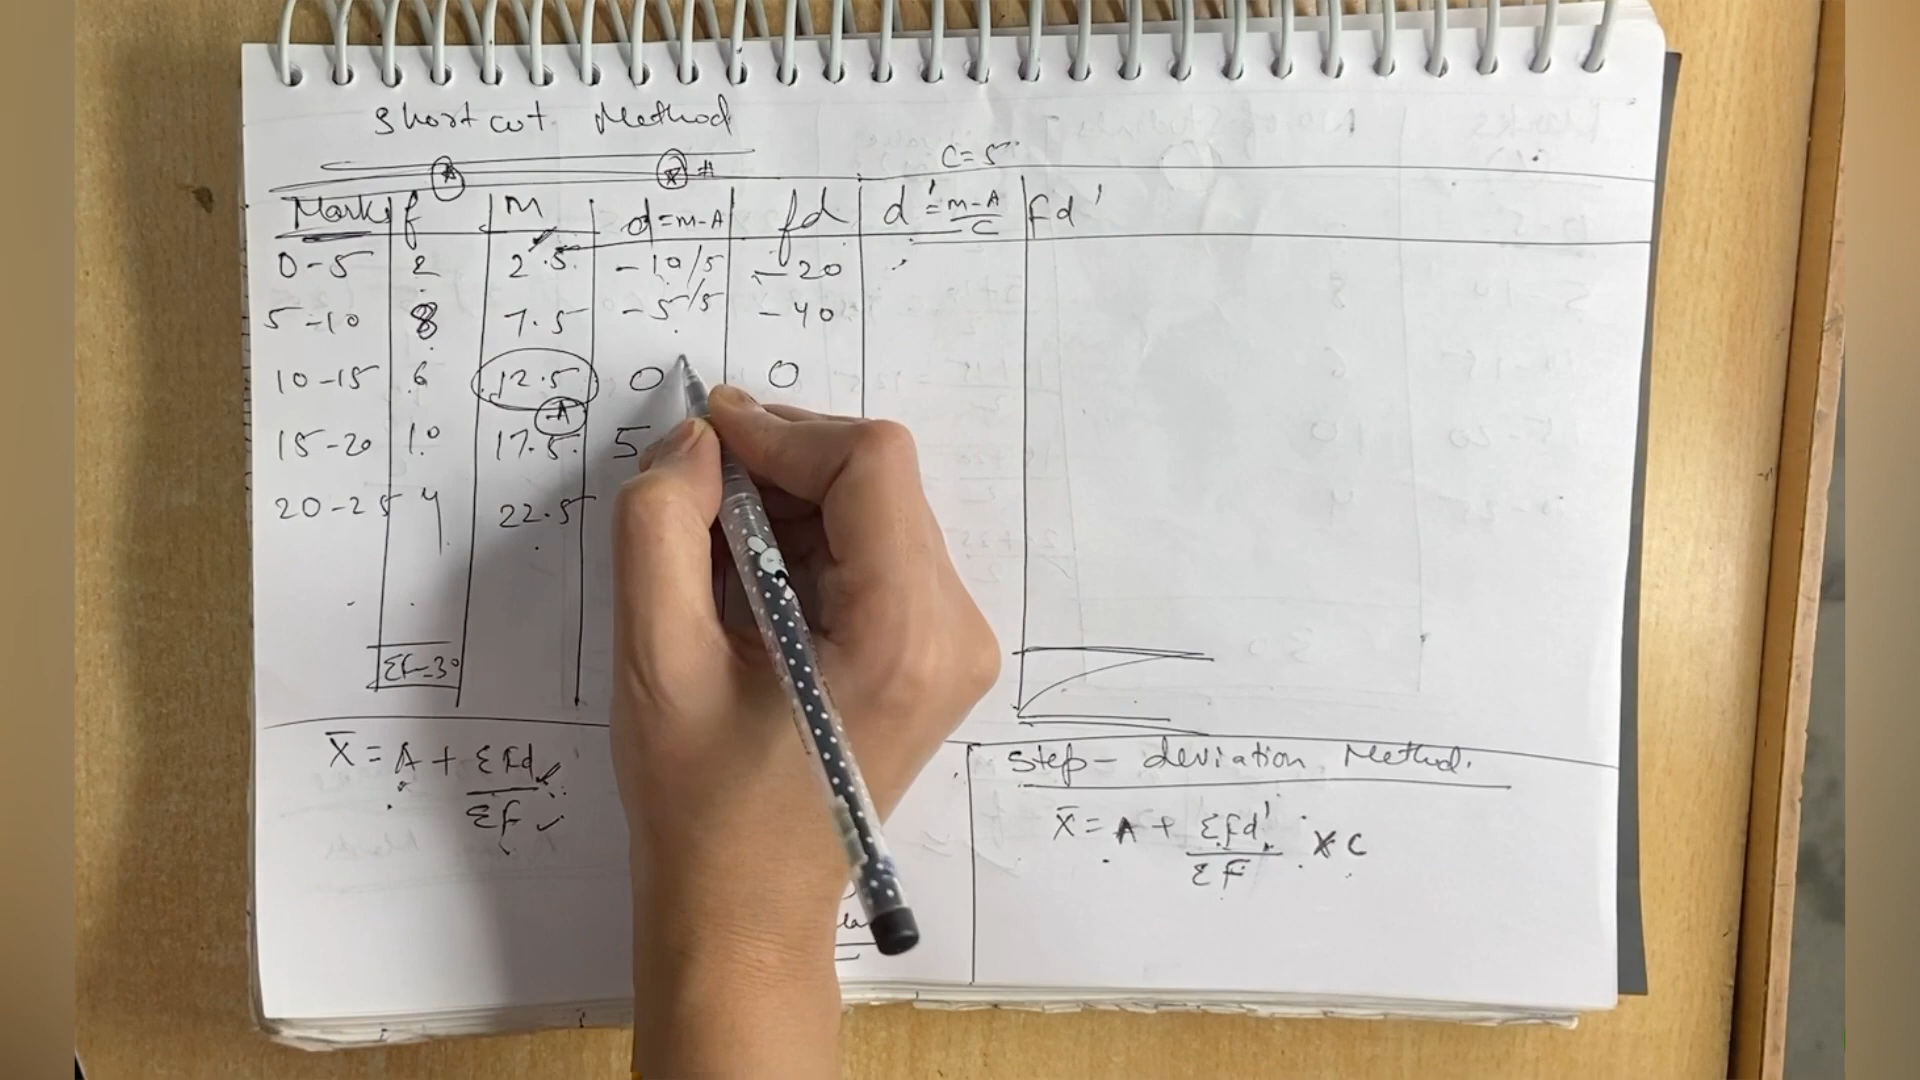 Shortcut Method
C=5
A A #
Marks f m d=m-A fd d'=m-A/C fd'
0-5 2 2.5 -10/5 -20
5-10 8 7.5 -5/5 -40
10-15 6 12.5 0 0
A
15-20 10 17.5 5
20-25 4 22.5
Σf-30
X̄ = A + Σfd/Σf
Step-deviation Method.
X̄ = A + Σfd'/Σf × C